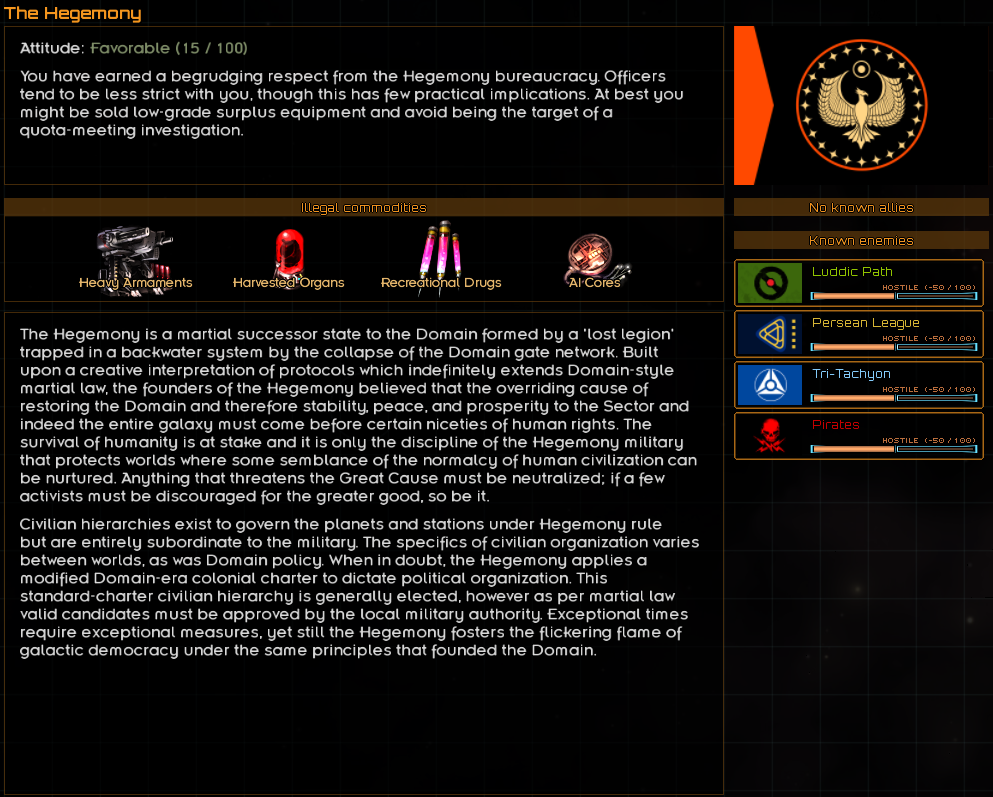 The Hegemony
Attitude: Favorable (15 / 100)
You have earned a begrudging respect from the Hegemony bureaucracy. Officers
tend to be less strict with you, though this has few practical implications. At best you
might be sold low-grade surplus equipment and avoid being the target of a
quota-meeting investigation.
Illegal commodities
Heavy Armaments
Harvested Organs
Recreational Drugs
AI Cores
The Hegemony is a martial successor state to the Domain formed by a 'lost legion'
trapped in a backwater system by the collapse of the Domain gate network. Built
upon a creative interpretation of protocols which indefinitely extends Domain-style
martial law, the founders of the Hegemony believed that the overriding cause of
restoring the Domain and therefore stability, peace, and prosperity to the Sector and
indeed the entire galaxy must come before certain niceties of human rights. The
survival of humanity is at stake and it is only the discipline of the Hegemony military
that protects worlds where some semblance of the normalcy of human civilization can
be nurtured. Anything that threatens the Great Cause must be neutralized; if a few
activists must be discouraged for the greater good, so be it.
Civilian hierarchies exist to govern the planets and stations under Hegemony rule
but are entirely subordinate to the military. The specifics of civilian organization varies
between worlds, as was Domain policy. When in doubt, the Hegemony applies a
modified Domain-era colonial charter to dictate political organization. This
standard-charter civilian hierarchy is generally elected, however as per martial law
valid candidates must be approved by the local military authority. Exceptional times
require exceptional measures, yet still the Hegemony fosters the flickering flame of
galactic democracy under the same principles that founded the Domain.
No known allies
Known enemies
Luddic Path
HOSTILE (-50 / 100)
Persean League
HOSTILE (-50 / 100)
Tri-Tachyon
HOSTILE (-50 / 100)
Pirates
HOSTILE (-50 / 100)